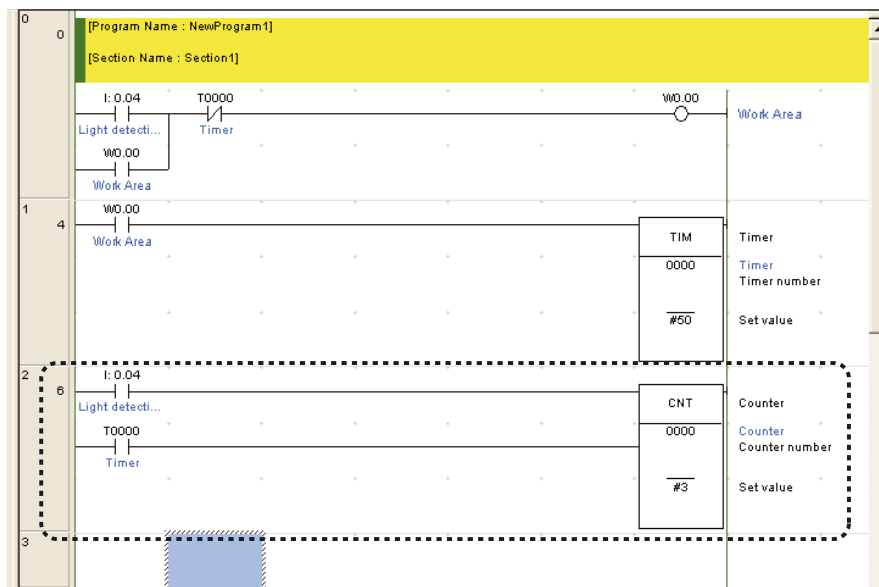 0
0
[Program Name : NewProgram1]
[Section Name : Section1]
I: 0.04
T0000
W0.00
Work Area
Light detecti...
Timer
W0.00
Work Area
1
4
W0.00
Work Area
TIM
Timer
0000
Timer
Timer number
#50
Set value
2
6
I: 0.04
Light detecti...
CNT
Counter
T0000
0000
Counter
Timer
Counter number
#3
Set value
3